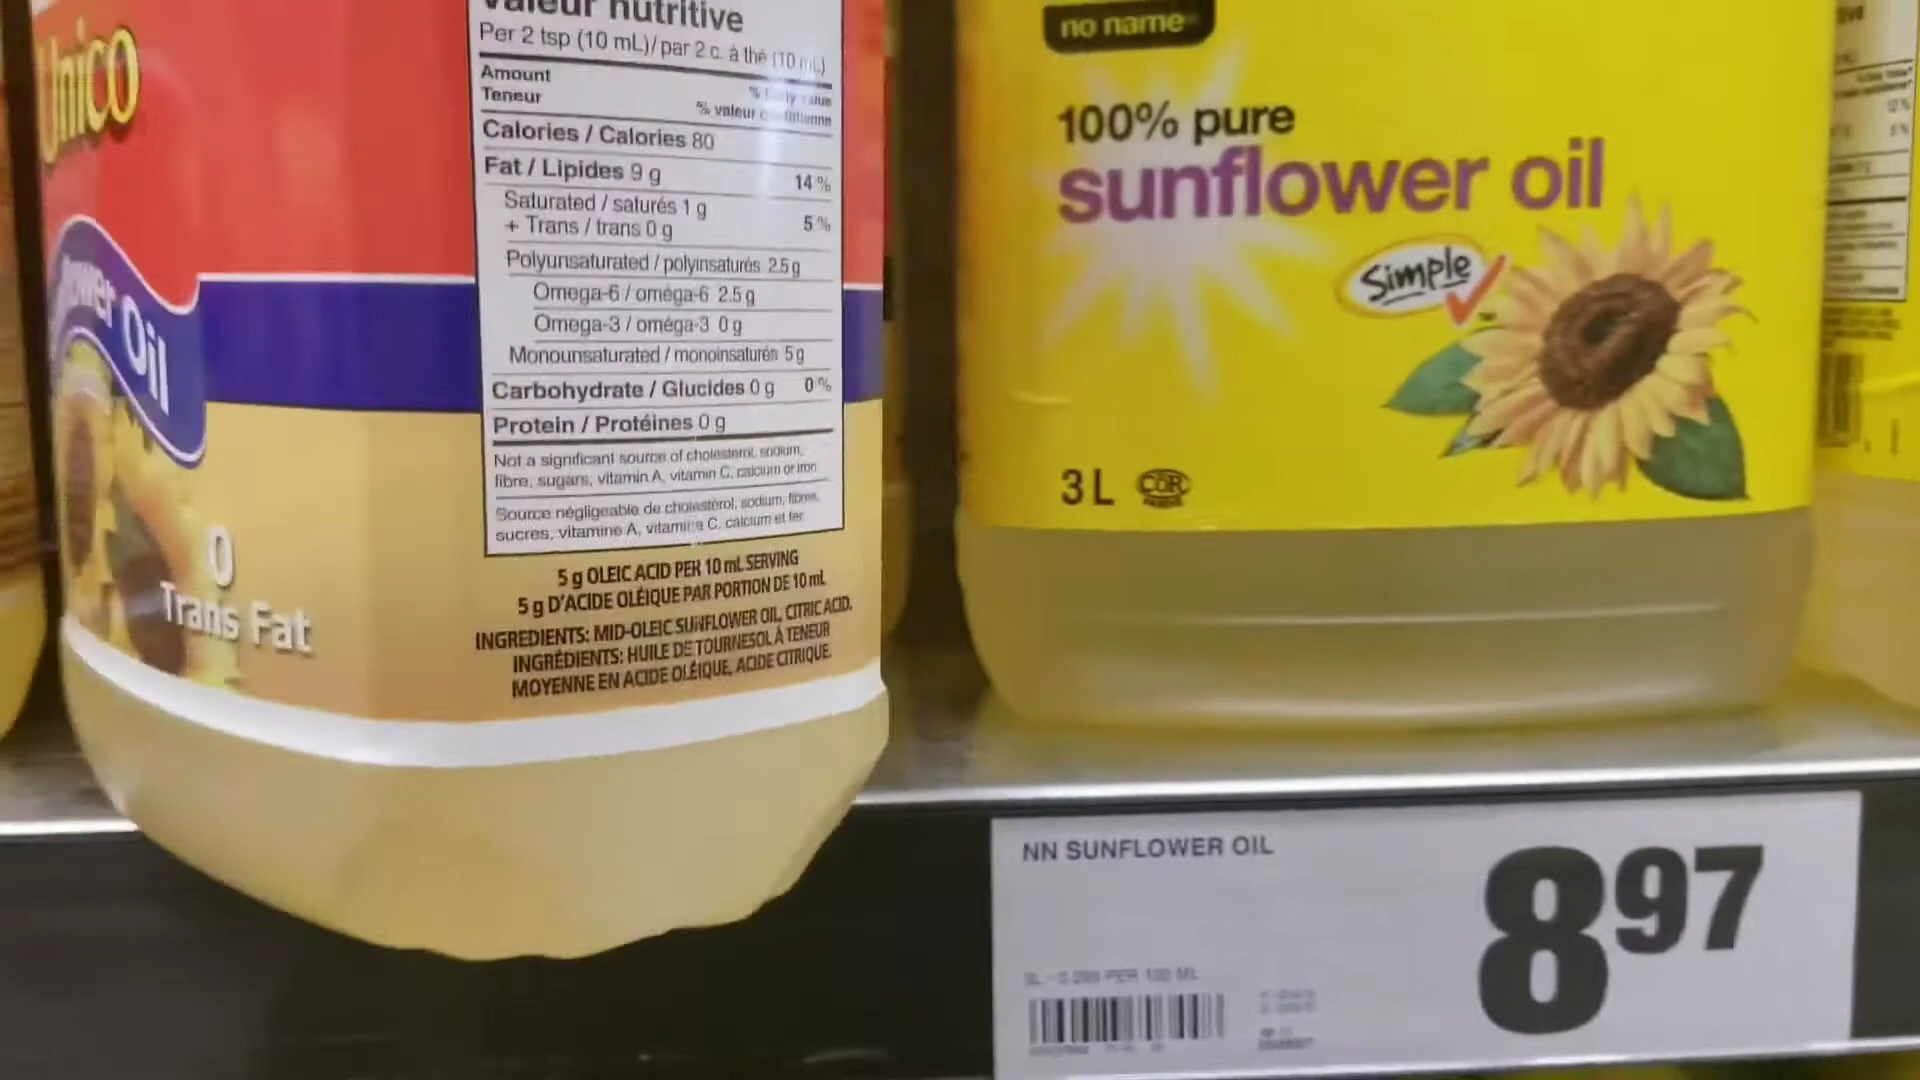 Unico
Oil
0
Trans Fat
Valeur nutritive
Per 2 tsp (10 mL) / par 2 c. à thé (10 mL)
Amount
Teneur
% valeur
Calories / Calories 80
Fat / Lipides 9 g 14 %
Saturated / saturés 1 g
+ Trans / trans 0 g 5 %
Polyunsaturated / polyinsaturés 2.5 g
Omega-6 / oméga-6 2.5 g
Omega-3 / oméga-3 0 g
Monounsaturated / monoinsaturés 5 g
Carbohydrate / Glucides 0 g 0 %
Protein / Protéines 0 g
Not a significant source of cholesterol, sodium,
fibre, sugars, vitamin A, vitamin C, calcium or iron
Source négligeable de cholestérol, sodium, fibres,
sucres, vitamine A, vitamine C, calcium et fer
5 g OLEIC ACID PER 10 mL SERVING
5 g D'ACIDE OLÉIQUE PAR PORTION DE 10 mL
INGREDIENTS: MID-OLEIC SUNFLOWER OIL, CITRIC ACID.
INGRÉDIENTS: HUILE DE TOURNESOL À TENEUR
MOYENNE EN ACIDE OLÉIQUE, ACIDE CITRIQUE.
no name
100% pure
sunflower oil
Simple
3 L COR
NN SUNFLOWER OIL
8 97
PER 100 ML